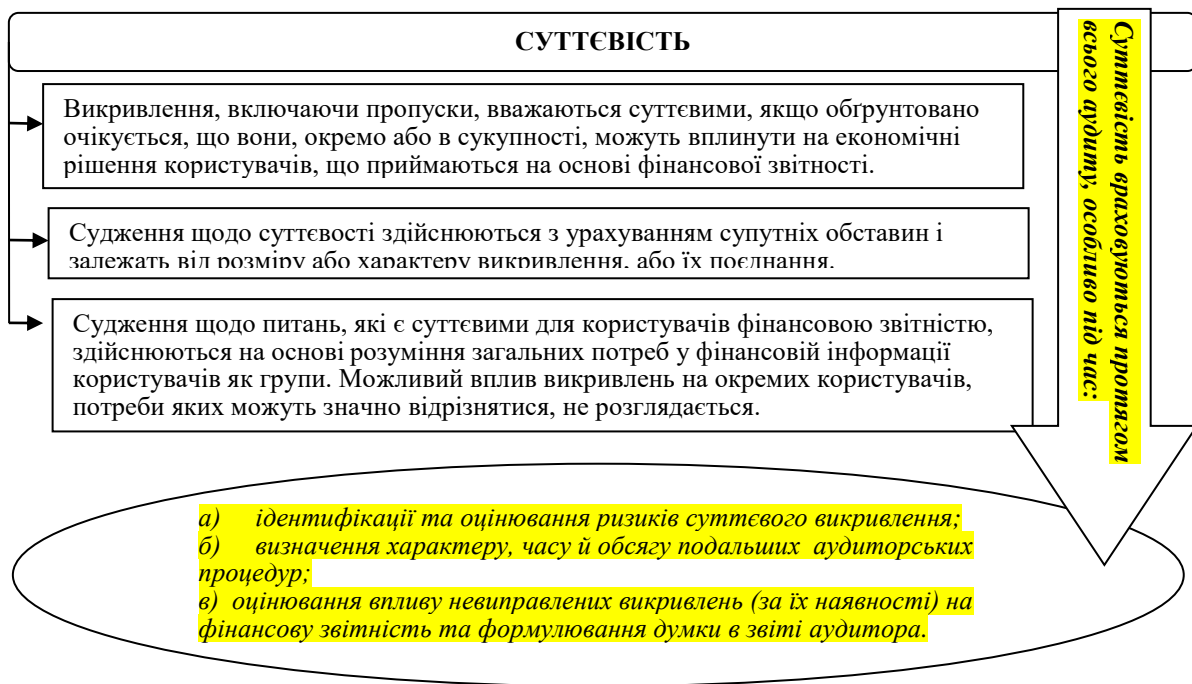 СУТТЄВІСТЬ
Викривлення, включаючи пропуски, вважаються суттєвими, якщо обґрунтовано
очікується, що вони, окремо або в сукупності, можуть вплинути на економічні
рішення користувачів, що приймаються на основі фінансової звітності.
Судження щодо суттєвості здійснюються з урахуванням супутніх обставин і
залежать від розміру або характеру викривлення, або їх поєднання.
Судження щодо питань, які є суттєвими для користувачів фінансовою звітністю,
здійснюються на основі розуміння загальних потреб у фінансовій інформації
користувачів як групи. Можливий вплив викривлень на окремих користувачів,
потреби яких можуть значно відрізнятися, не розглядається.
Суттєвість враховуються протягом
всього аудиту, особливо під час:
а) ідентифікації та оцінювання ризиків суттєвого викривлення;
б) визначення характеру, часу й обсягу подальших аудиторських
процедур;
в) оцінювання впливу невиправлених викривлень (за їх наявності) на
фінансову звітність та формулювання думки в звіті аудитора.